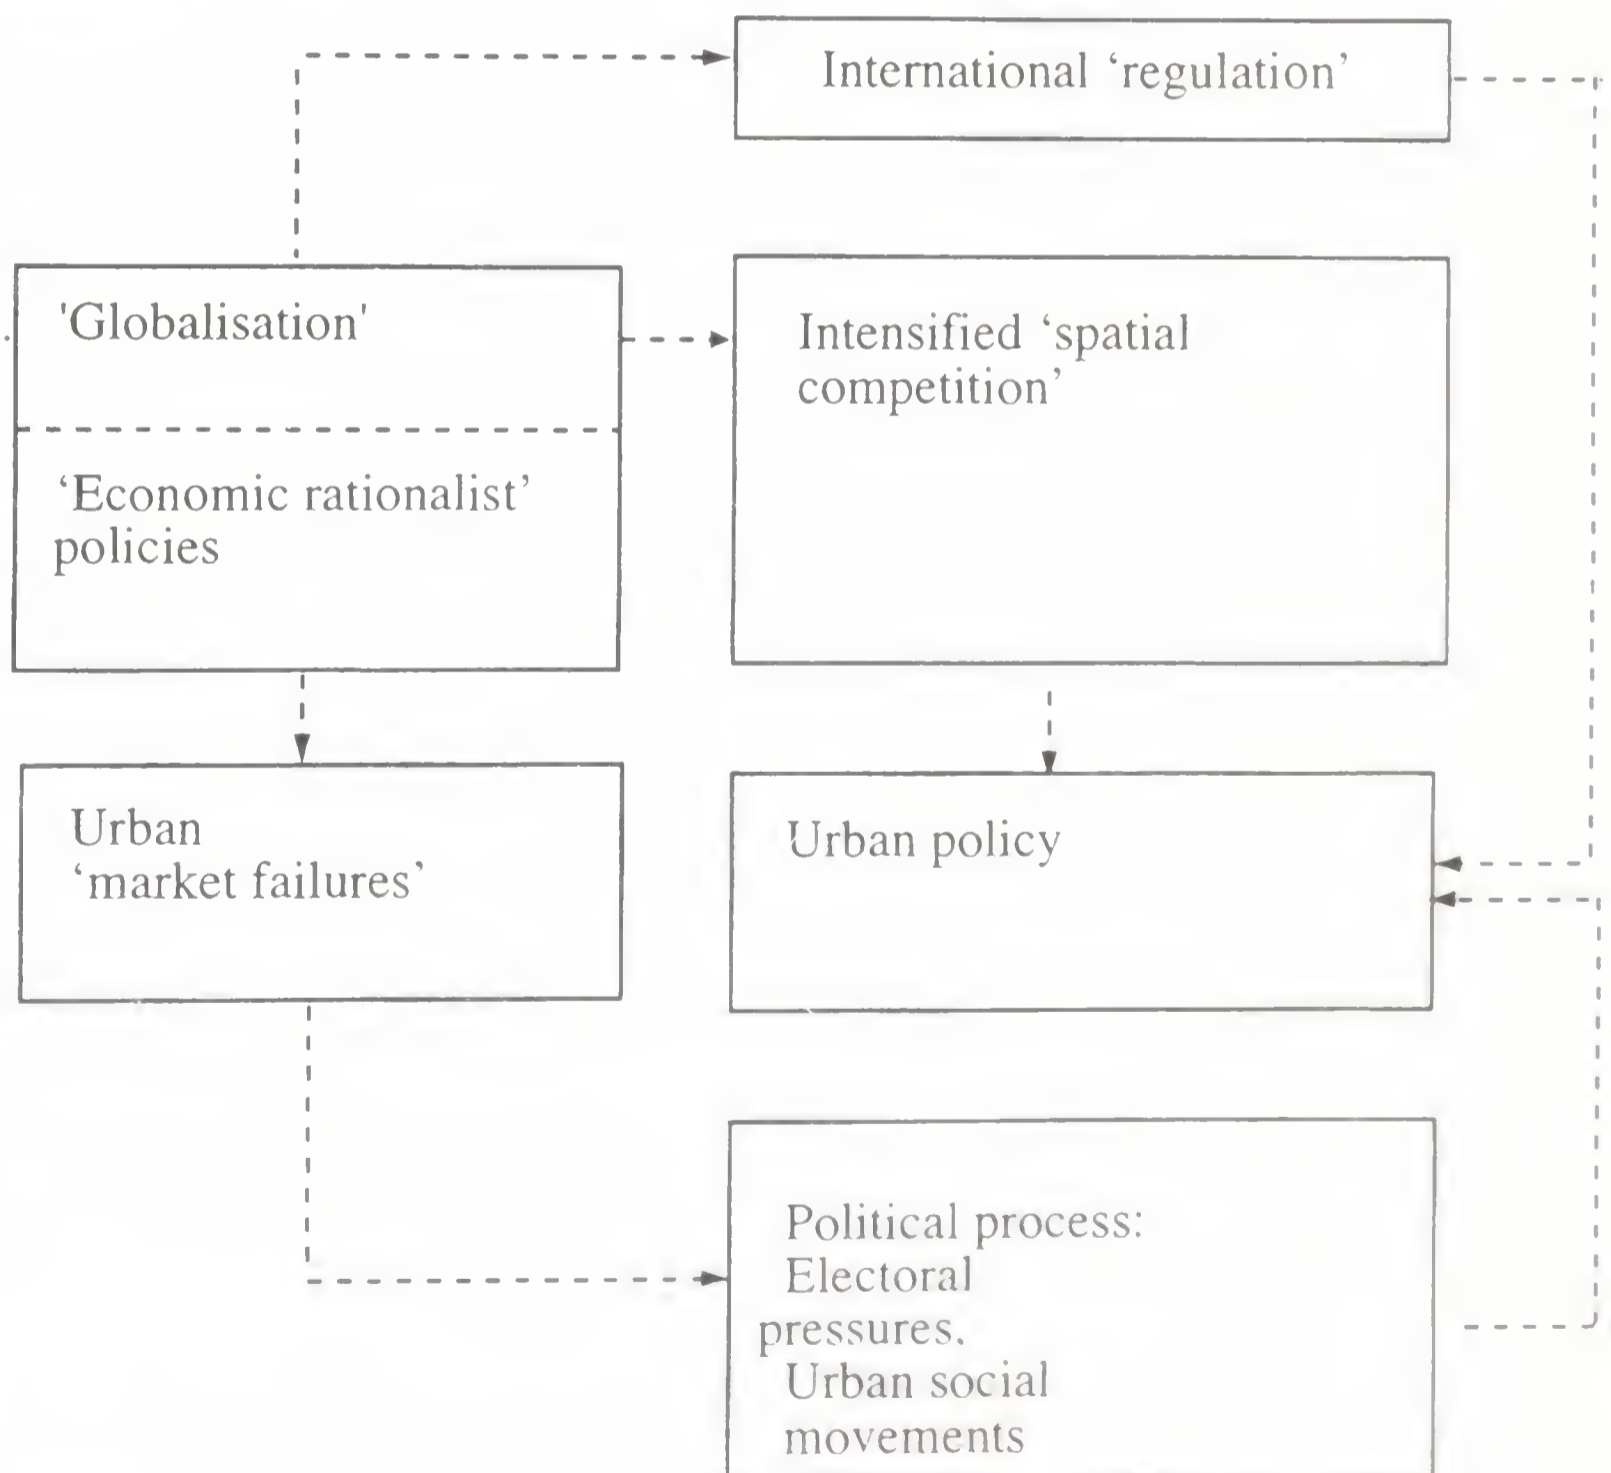 International ‘regulation’
'Globalisation'
‘Economic rationalist’
policies
Intensified ‘spatial
competition’
Urban
‘market failures’
Urban policy
Political process:
Electoral
pressures.
Urban social
movements